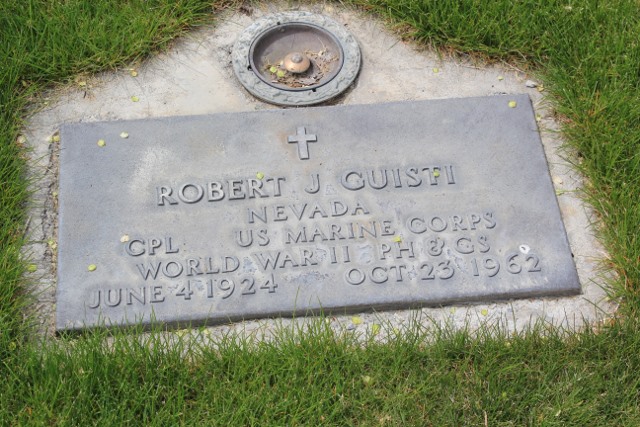 ROBERT J GUISTI
NEVADA
CPL US MARINE CORPS
WORLD WAR II PH & GS
JUNE 4 1924 OCT 23 1962